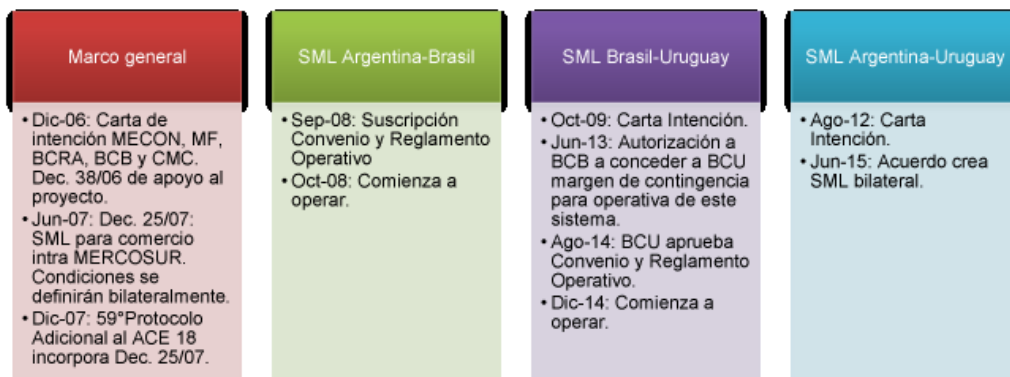 Marco general
• Dic-06: Carta de
intención MECON, MF,
BCRA, BCB y CMC.
Dec. 38/06 de apoyo al
proyecto.
• Jun-07: Dec. 25/07:
SML para comercio
intra MERCOSUR.
Condiciones se
definirán bilateralmente.
• Dic-07: 59°Protocolo
Adicional al ACE 18
incorpora Dec. 25/07.
SML Argentina-Brasil
• Sep-08: Suscripción
Convenio y Reglamento
Operativo
• Oct-08: Comienza a
operar.
SML Brasil-Uruguay
• Oct-09: Carta Intención.
• Jun-13: Autorización a
BCB a conceder a BCU
margen de contingencia
para operativa de este
sistema.
• Ago-14: BCU aprueba
Convenio y Reglamento
Operativo.
• Dic-14: Comienza a
operar.
SML Argentina-Uruguay
• Ago-12: Carta
Intención.
• Jun-15: Acuerdo crea
SML bilateral.